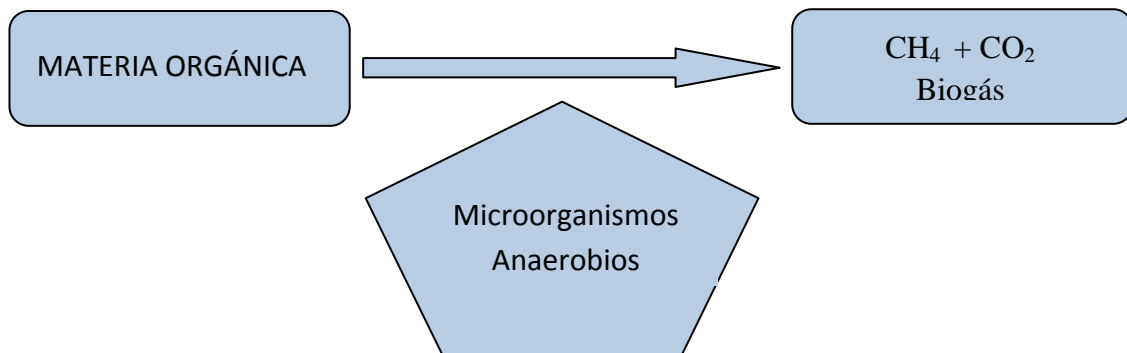 MATERIA ORGÁNICA
CH₄ + CO₂
Biogás
Microorganismos
Anaerobios